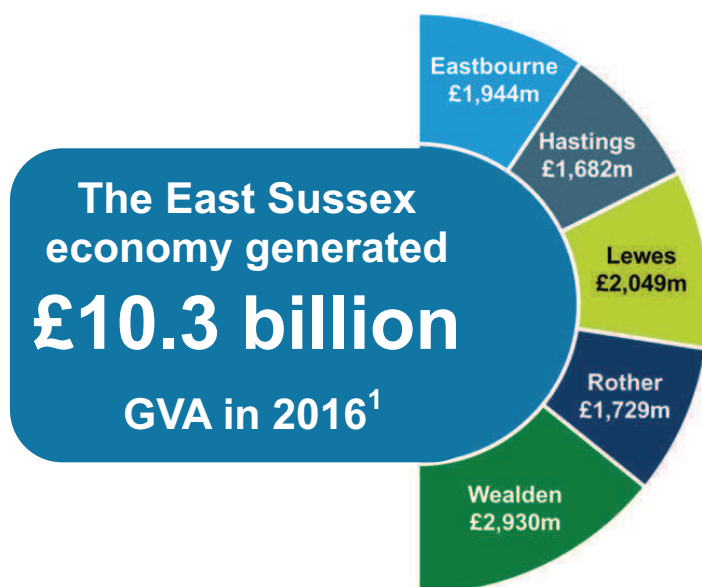 The East Sussex
economy generated
£10.3 billion
GVA in 2016¹
Eastbourne
£1,944m
Hastings
£1,682m
Lewes
£2,049m
Rother
£1,729m
Wealden
£2,930m